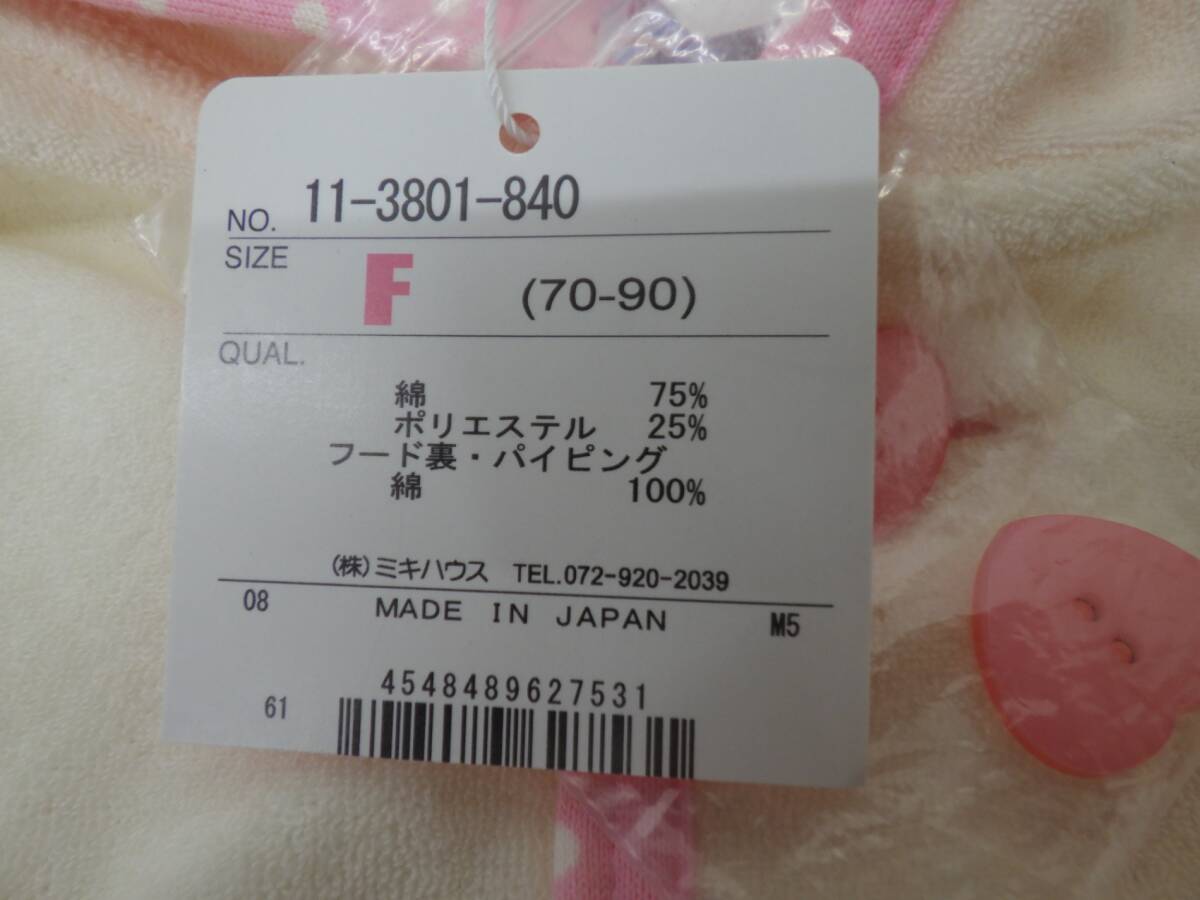 NO. 11-3801-840
SIZE F (70-90)
QUAL.
綿 75%
ポリエステル 25%
フード裏・パイピング
綿 100%
(株)ミキハウス TEL.072-920-2039
08 MADE IN JAPAN M5
4548489627531
61